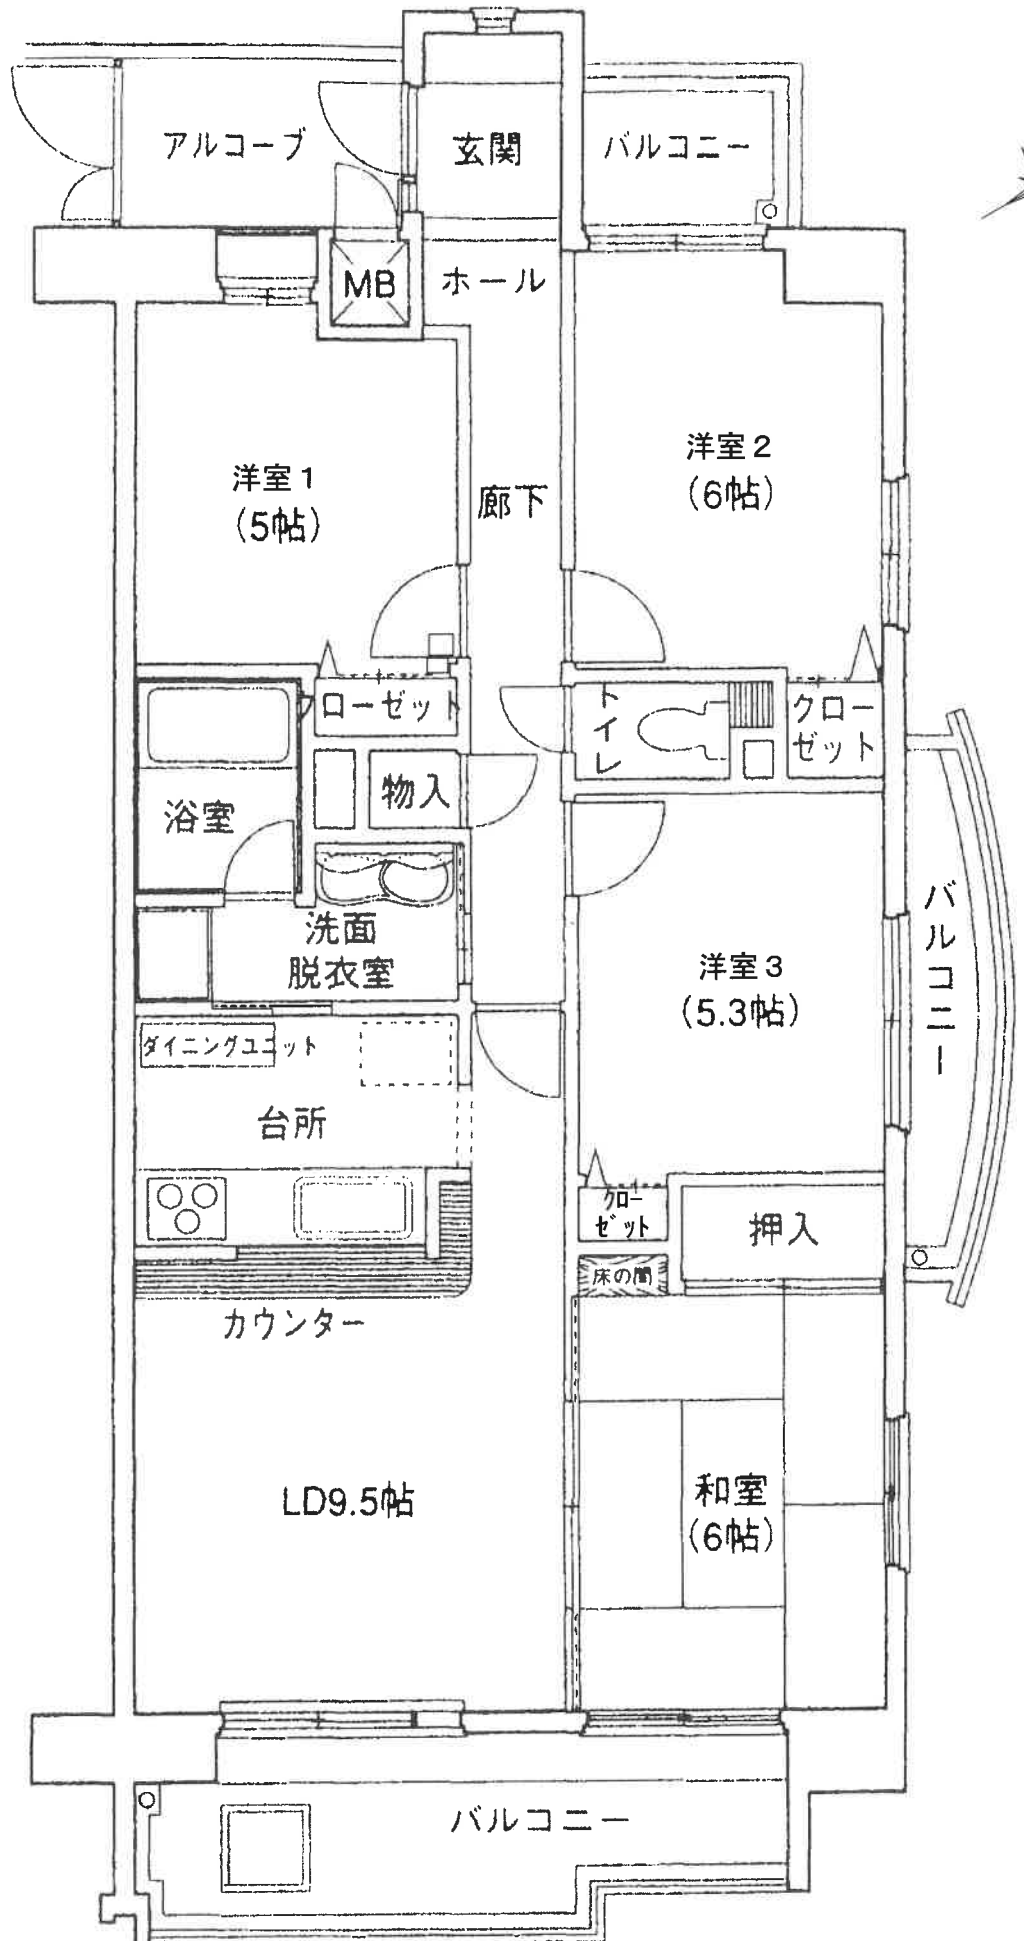 アルコーブ
玄関
バルコニー
MB
ホール
洋室1
(5帖)
廊下
洋室2
(6帖)
ローゼット
トイレ
クロー
ゼット
物入
浴室
洗面
脱衣室
バルコニー
洋室3
(5.3帖)
ダイニングユニット
台所
クロー
ゼット
押入
床の間
カウンター
LD9.5帖
和室
(6帖)
バルコニー